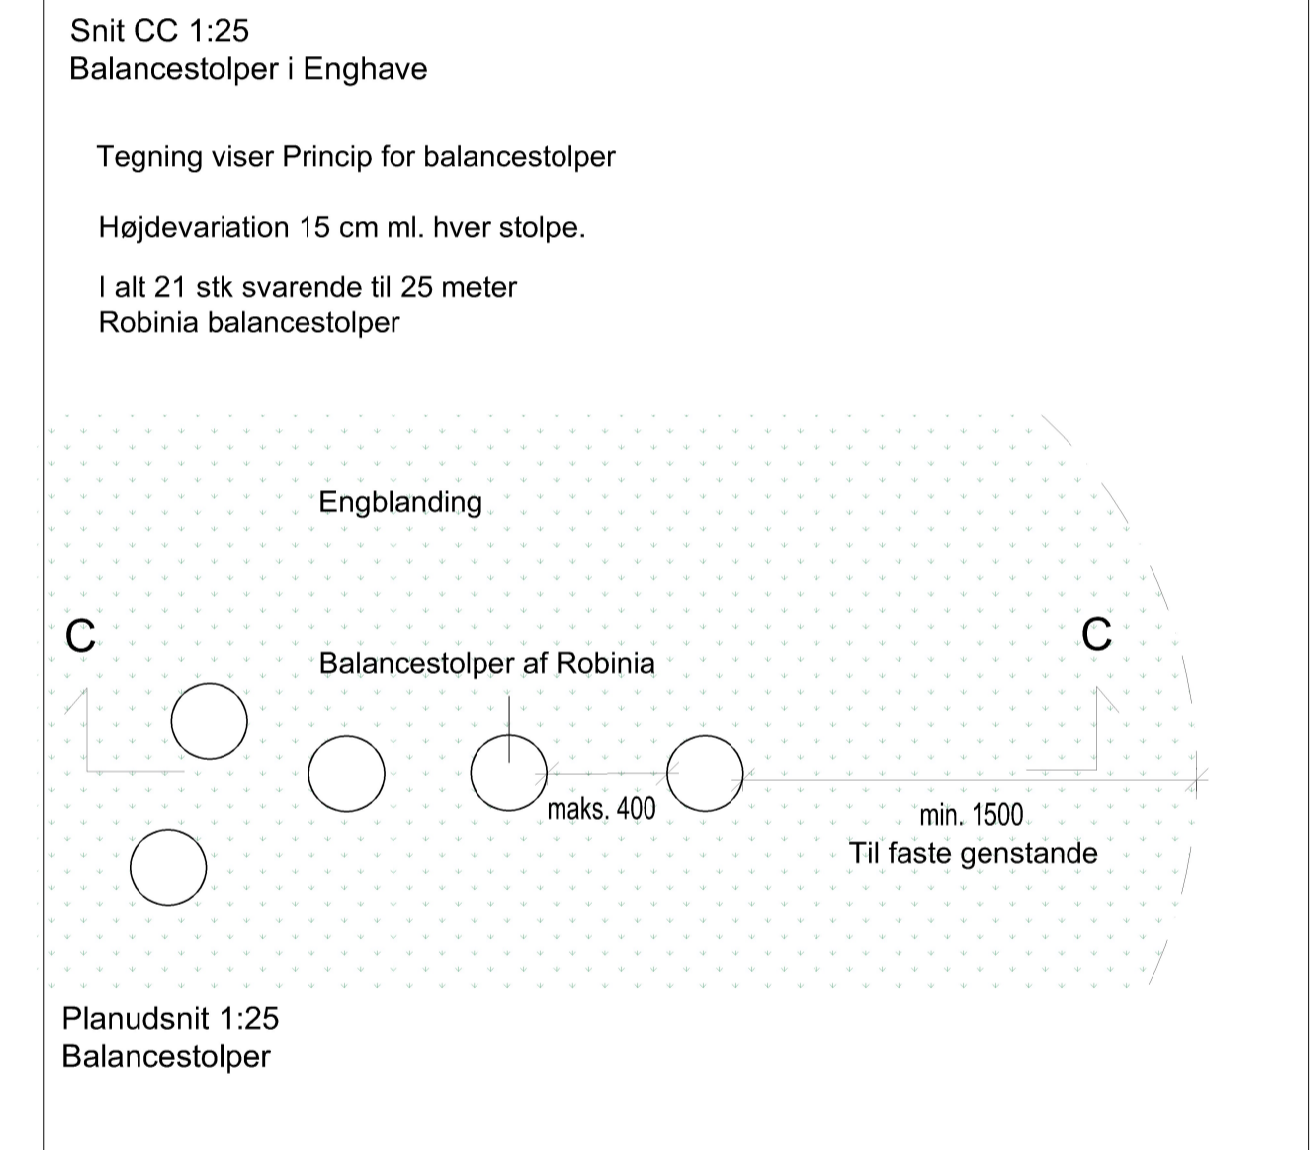 Snit CC 1:25
Balancestolper i Enghave
Tegning viser Princip for balancestolper
Højdevariation 15 cm ml. hver stolpe.
I alt 21 stk svarende til 25 meter
Robinia balancestolper
Engblanding
C
C
Balancestolper af Robinia
maks. 400
min. 1500
Til faste genstande
Planudsnit 1:25
Balancestolper